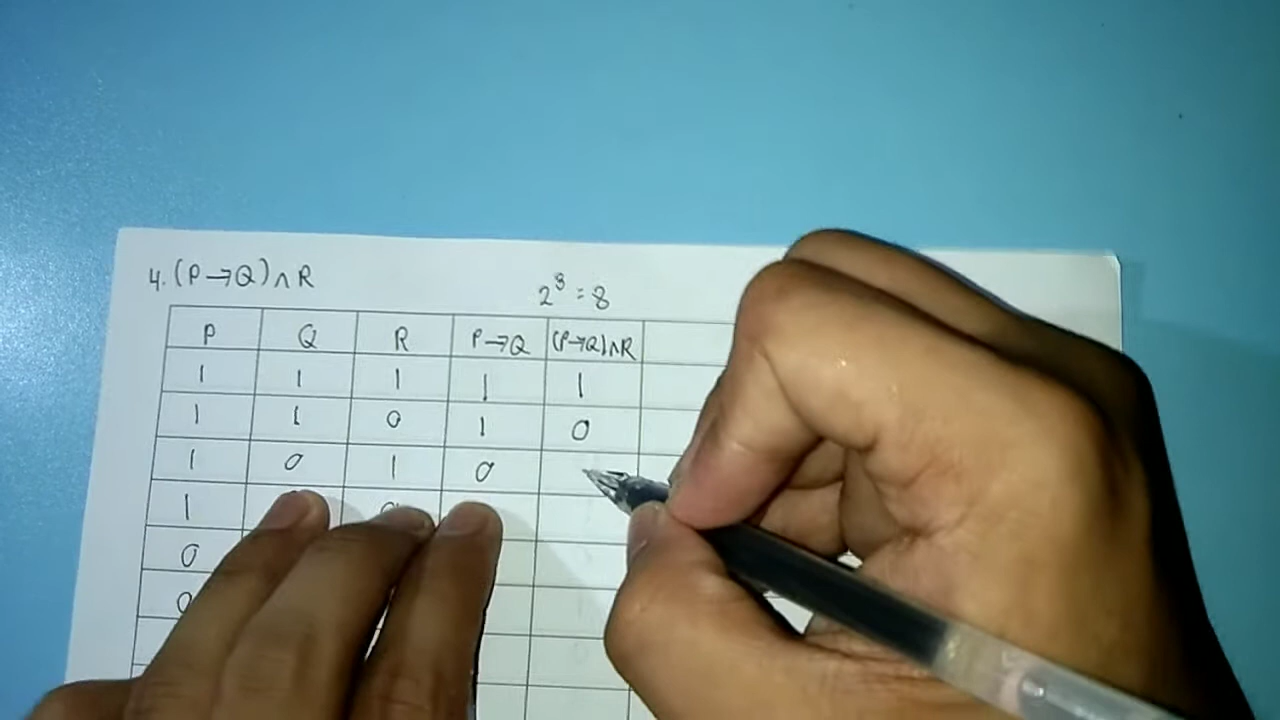 4. (P→Q)∧R
2³ = 8
P Q R P→Q (P→Q)∧R
1 1 1 1 1
1 1 0 1 0
1 0 1 0
1
0
0